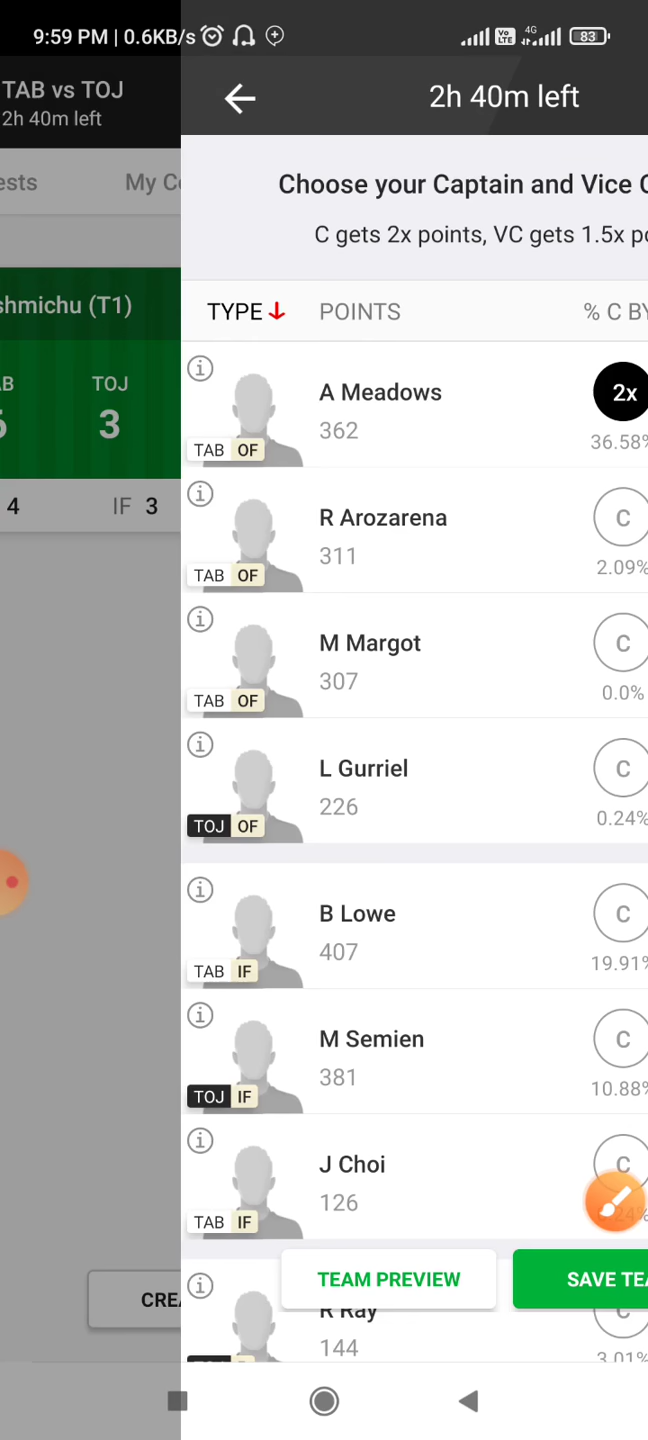 9:59 PM | 0.6KB/s
Vo LTE 4G 83
TAB vs TOJ
2h 40m left
2h 40m left
ests My Co
Choose your Captain and Vice C
C gets 2x points, VC gets 1.5x po
shmichu (T1)
TYPE POINTS % C BY
AB TOJ
6 3
4 IF 3
A Meadows
362
2x
36.58%
TAB OF
R Arozarena
311
C
2.09%
TAB OF
M Margot
307
C
0.0%
TAB OF
L Gurriel
226
C
0.24%
TOJ OF
B Lowe
407
C
19.91%
TAB IF
M Semien
381
C
10.88%
TOJ IF
J Choi
126
C
TAB IF
TEAM PREVIEW
SAVE TEA
CREA
R Ray
144
C
3.01%